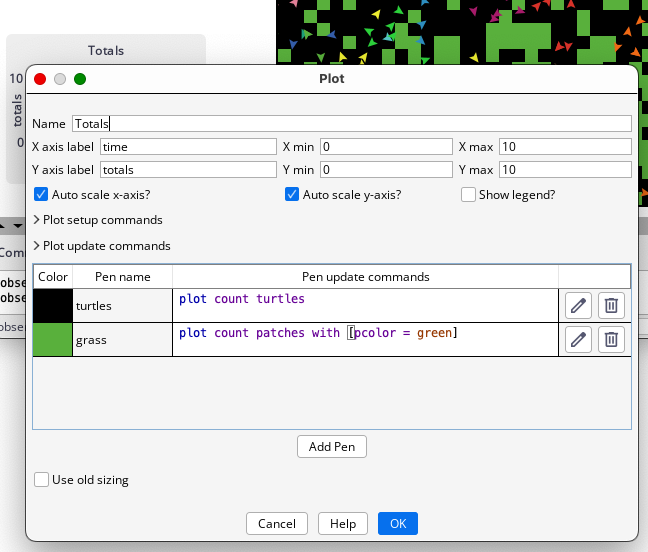 Totals
10
totals
0
Com
obse
obse
obser
Plot
Name Totals
X axis label time X min 0 X max 10
Y axis label totals Y min 0 Y max 10
Auto scale x-axis? Auto scale y-axis? Show legend?
Plot setup commands
Plot update commands
Color Pen name Pen update commands
turtles plot count turtles
grass plot count patches with [pcolor = green]
Add Pen
Use old sizing
Cancel Help OK